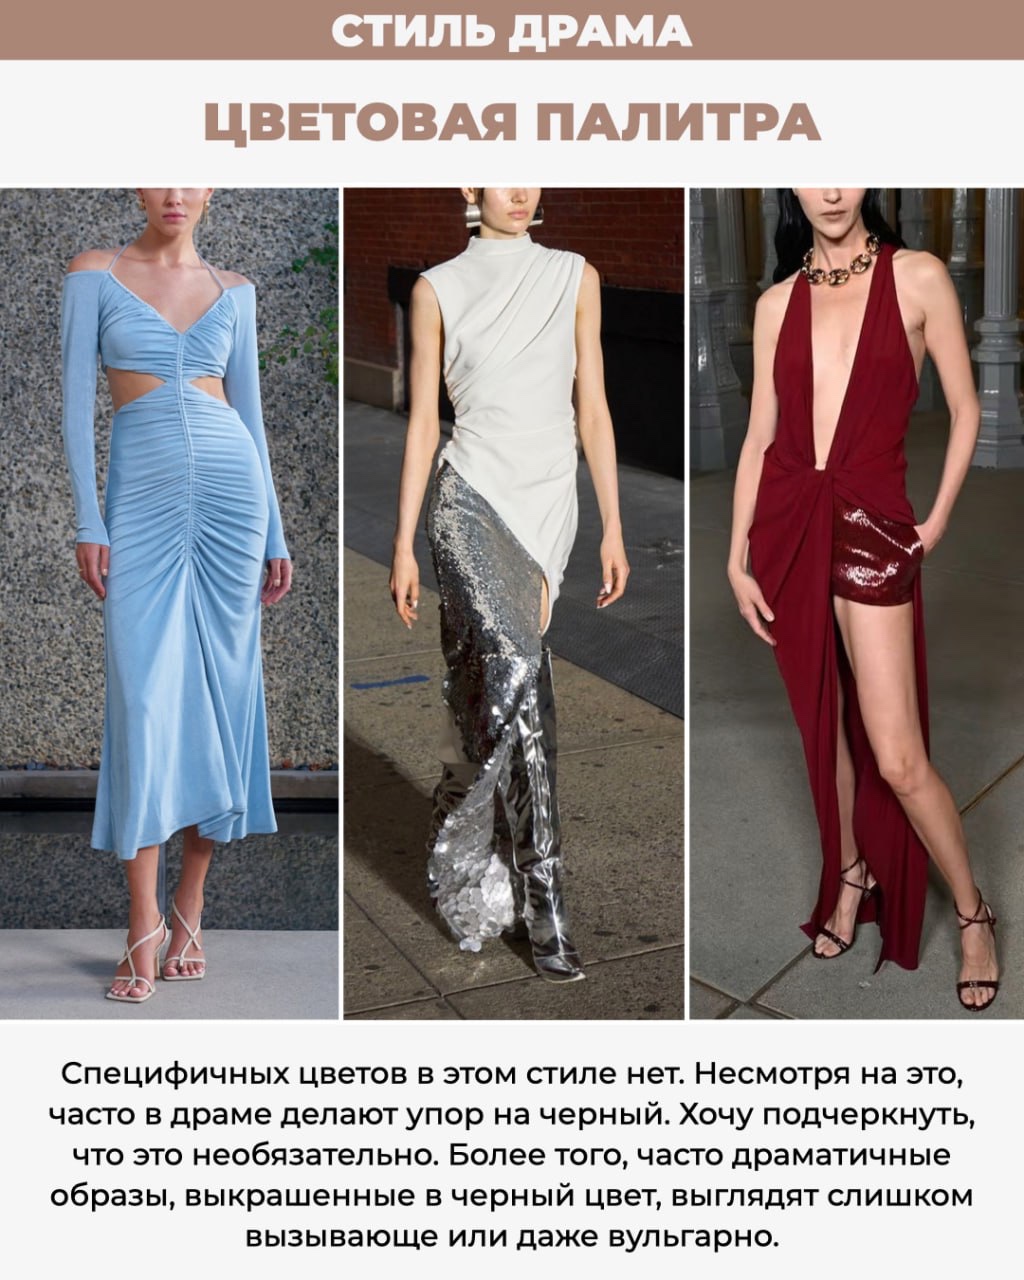 СТИЛЬ ДРАМА
ЦВЕТОВАЯ ПАЛИТРА
Специфичных цветов в этом стиле нет. Несмотря на это,
часто в драме делают упор на черный. Хочу подчеркнуть,
что это необязательно. Более того, часто драматичные
образы, выкрашенные в черный цвет, выглядят слишком
вызывающе или даже вульгарно.